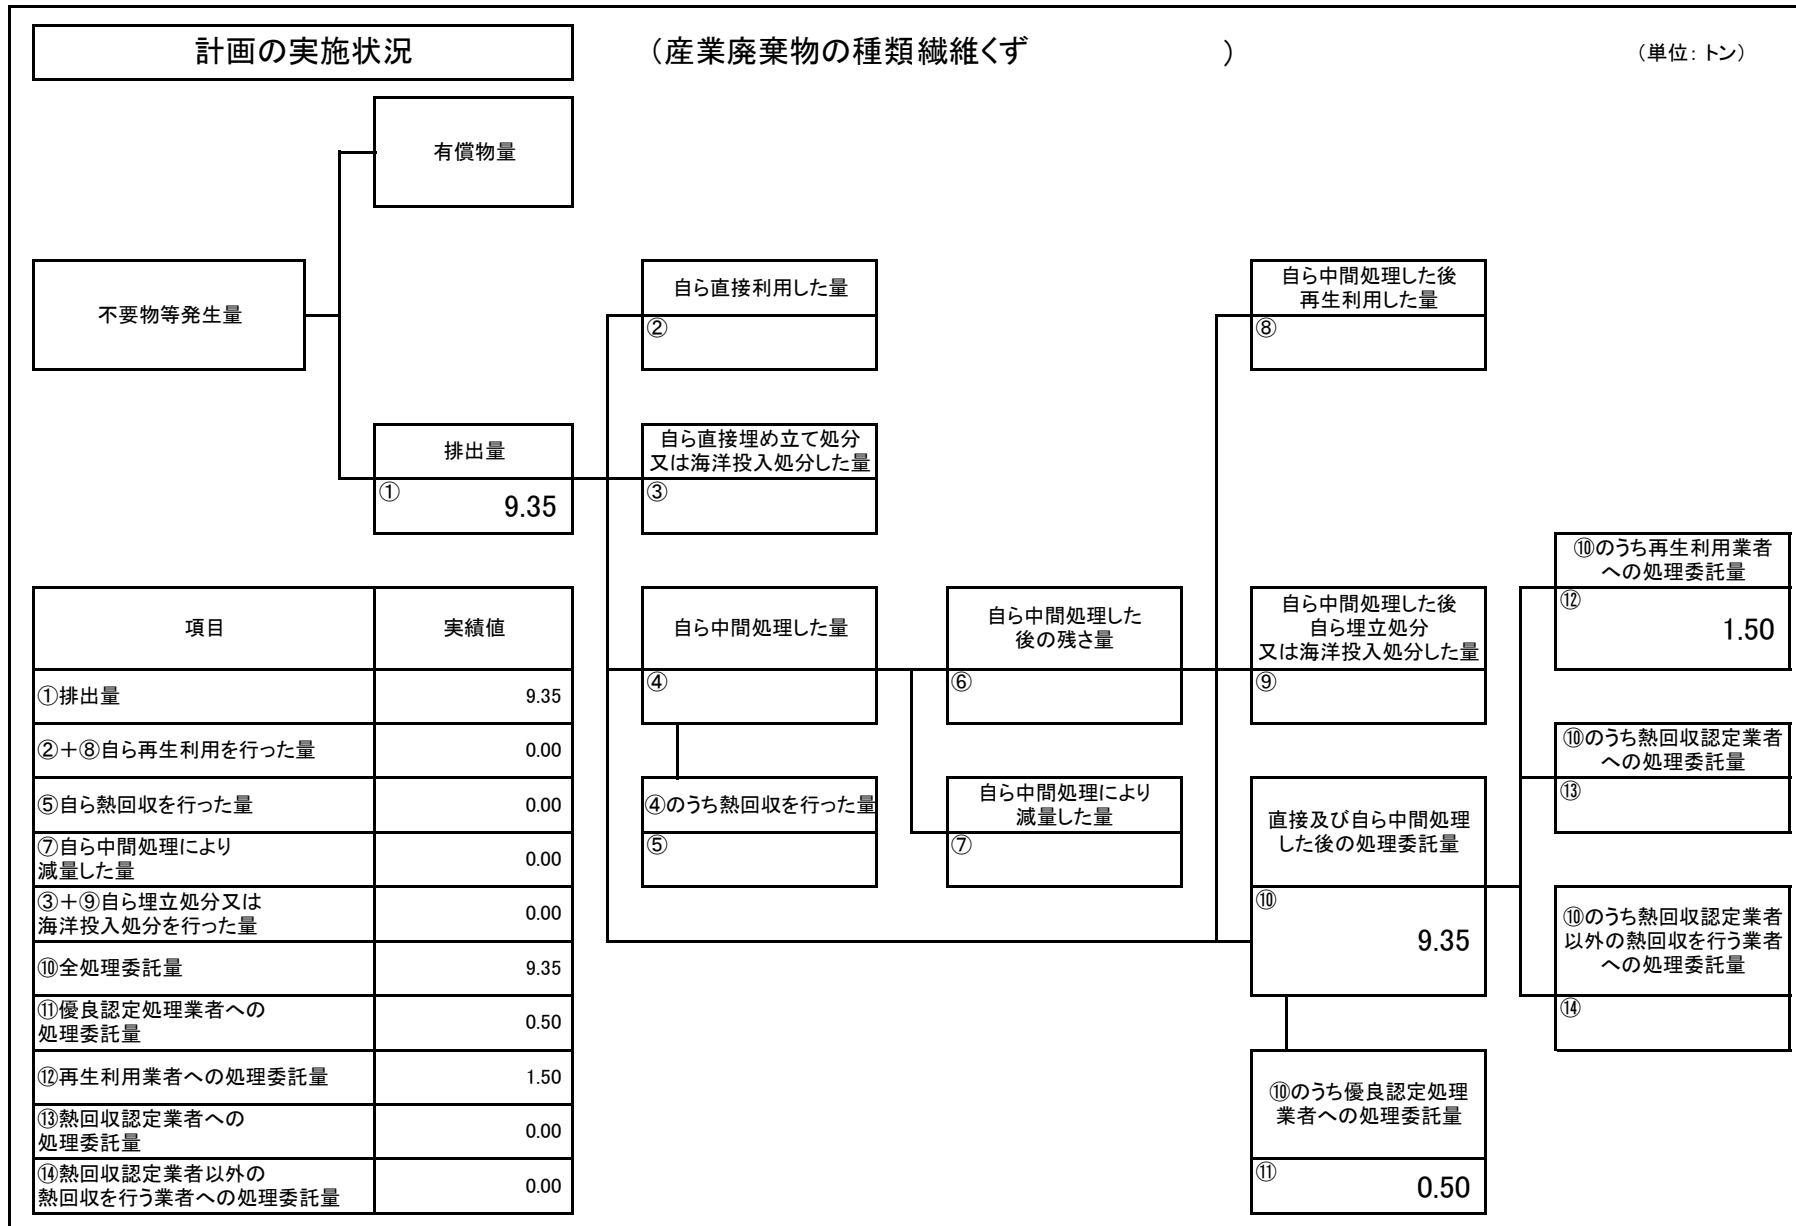 計画の実施状況
（産業廃棄物の種類繊維くず　　　　　　　）
（単位：トン）
有償物量
不要物等発生量
自ら直接利用した量
②
自ら中間処理した後
再生利用した量
⑧
排出量
①
9.35
自ら直接埋め立て処分
又は海洋投入処分した量
③
⑩のうち再生利用業者
への処理委託量
⑫
1.50
自ら中間処理した量
④
自ら中間処理した
後の残さ量
⑥
自ら中間処理した後
自ら埋立処分
又は海洋投入処分した量
⑨
⑩のうち熱回収認定業者
への処理委託量
⑬
④のうち熱回収を行った量
⑤
自ら中間処理により
減量した量
⑦
直接及び自ら中間処理
した後の処理委託量
⑩
9.35
⑩のうち熱回収認定業者
以外の熱回収を行う業者
への処理委託量
⑭
⑩のうち優良認定処理
業者への処理委託量
⑪
0.50
項目 実績値
①排出量 9.35
②＋⑧自ら再生利用を行った量 0.00
⑤自ら熱回収を行った量 0.00
⑦自ら中間処理により
減量した量 0.00
③＋⑨自ら埋立処分又は
海洋投入処分を行った量 0.00
⑩全処理委託量 9.35
⑪優良認定処理業者への
処理委託量 0.50
⑫再生利用業者への処理委託量 1.50
⑬熱回収認定業者への
処理委託量 0.00
⑭熱回収認定業者以外の
熱回収を行う業者への処理委託量 0.00